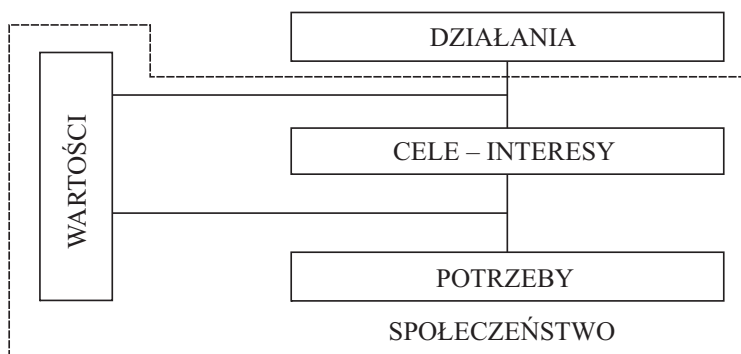 DZIAŁANIA
WARTOŚCI
CELE – INTERESY
POTRZEBY
SPOŁECZEŃSTWO